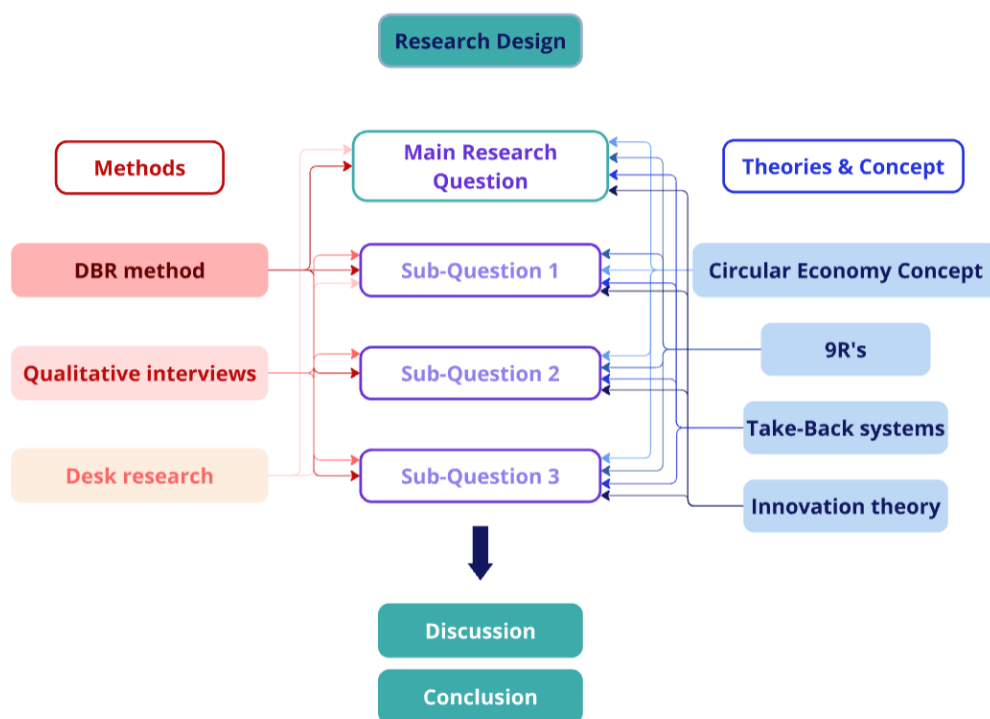 Research Design
Methods
Main Research
Question
Theories & Concept
DBR method
Sub-Question 1
Circular Economy Concept
9R's
Qualitative interviews
Sub-Question 2
Take-Back systems
Desk research
Sub-Question 3
Innovation theory
Discussion
Conclusion